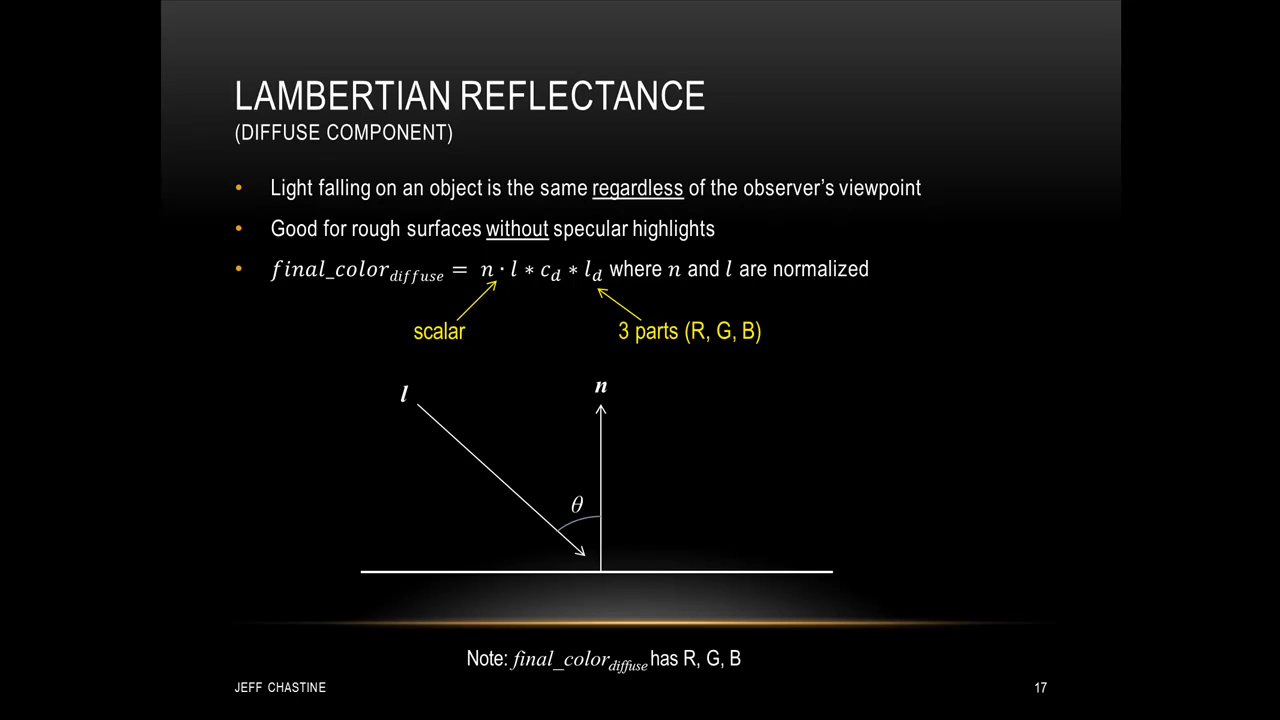 LAMBERTIAN REFLECTANCE
(DIFFUSE COMPONENT)
• Light falling on an object is the same regardless of the observer’s viewpoint
• Good for rough surfaces without specular highlights
• final_color_diffuse = n · l ∗ c_d ∗ l_d where n and l are normalized
scalar
3 parts (R, G, B)
l
n
θ
Note: final_color_diffuse has R, G, B
JEFF CHASTINE
17